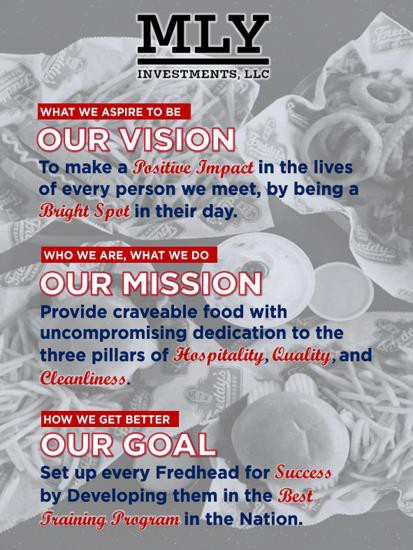 MLY
INVESTMENTS, LLC
WHAT WE ASPIRE TO BE
OUR VISION
To make a Positive Impact in the lives
of every person we meet, by being a
Bright Spot in their day.
WHO WE ARE, WHAT WE DO
OUR MISSION
Provide craveable food with
uncompromising dedication to the
three pillars of Hospitality, Quality, and
Cleanliness.
HOW WE GET BETTER
OUR GOAL
Set up every Fredhead for Success
by Developing them in the Best
Training Program in the Nation.